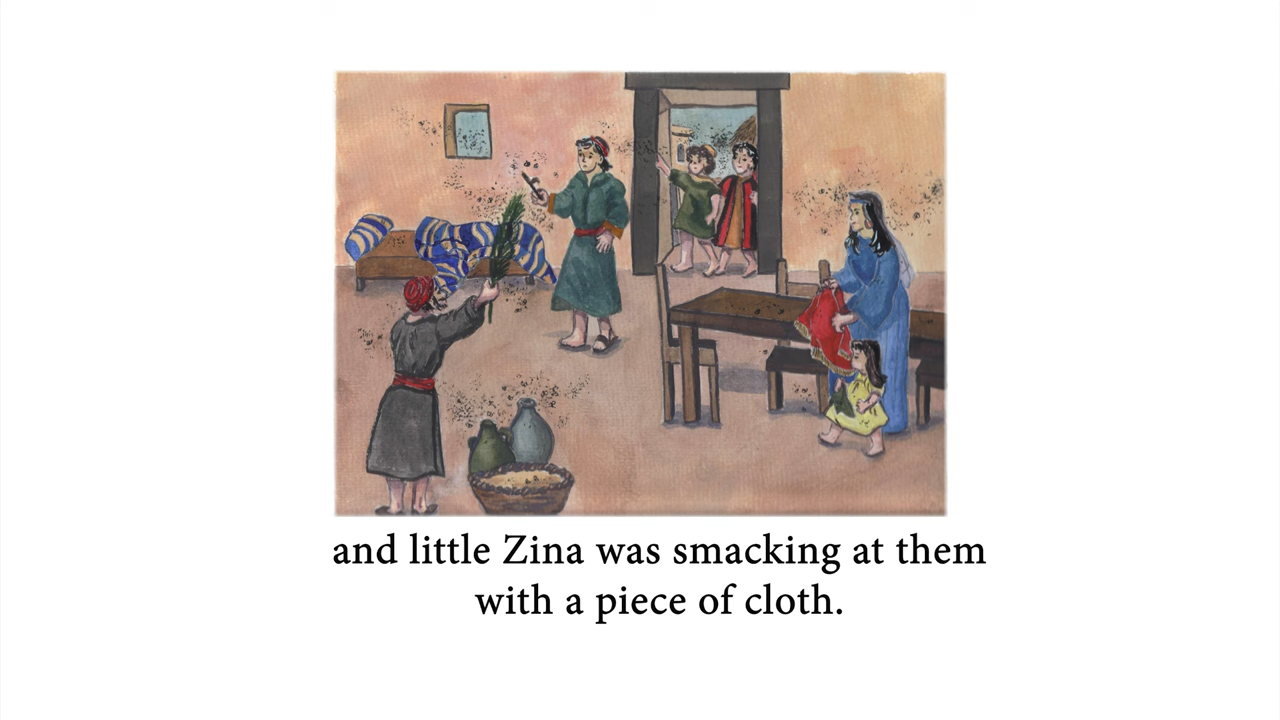 and little Zina was smacking at them
with a piece of cloth.